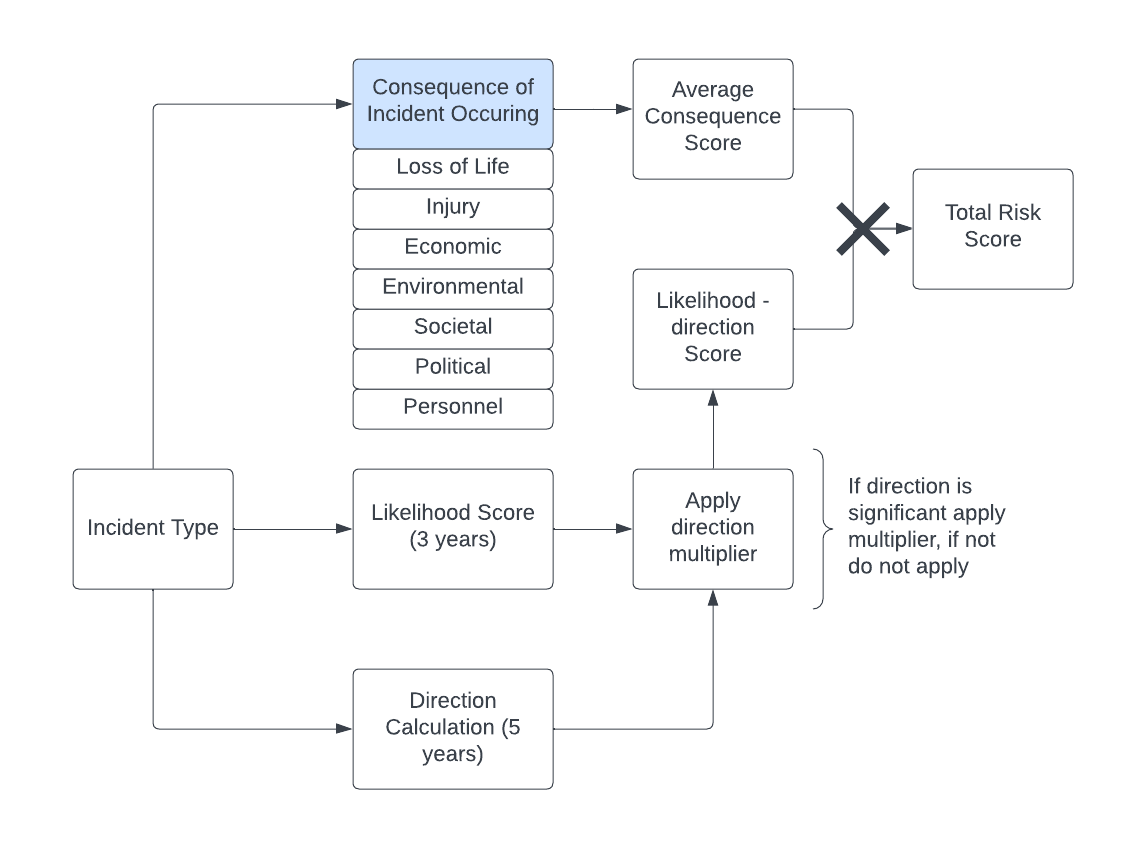 Consequence of
Incident Occuring
Loss of Life
Injury
Economic
Environmental
Societal
Political
Personnel
Average
Consequence
Score
Total Risk
Score
Likelihood -
direction
Score
Incident Type
Likelihood Score
(3 years)
Apply
direction
multiplier
If direction is
significant apply
multiplier, if not
do not apply
Direction
Calculation (5
years)